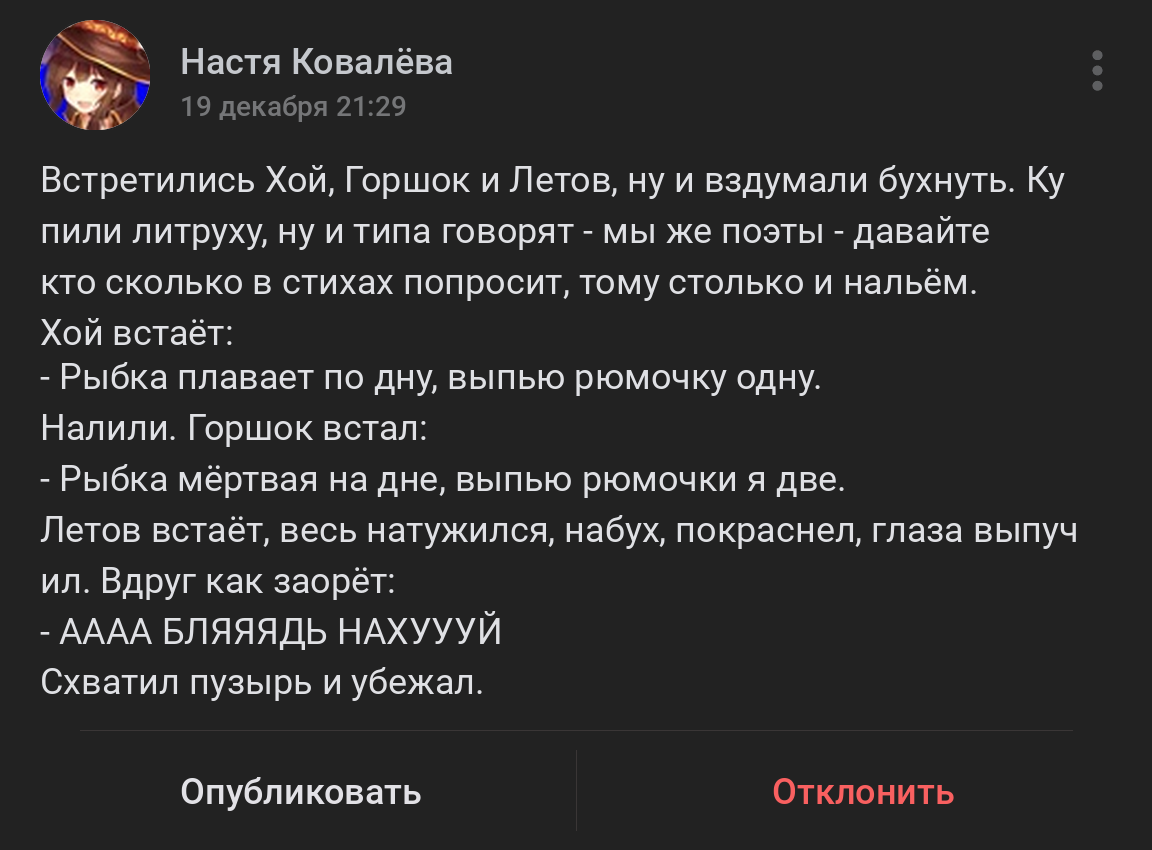 Настя Ковалёва
19 декабря 21:29
Встретились Хой, Горшок и Летов, ну и вздумали бухнуть. Ку
пили литруху, ну и типа говорят - мы же поэты - давайте
кто сколько в стихах попросит, тому столько и нальём.
Хой встаёт:
- Рыбка плавает по дну, выпью рюмочку одну.
Налили. Горшок встал:
- Рыбка мёртвая на дне, выпью рюмочки я две.
Летов встаёт, весь натужился, набух, покраснел, глаза выпуч
ил. Вдруг как заорёт:
- АААА БЛЯЯЯДЬ НАХУУУЙ
Схватил пузырь и убежал.
Опубликовать
Отклонить